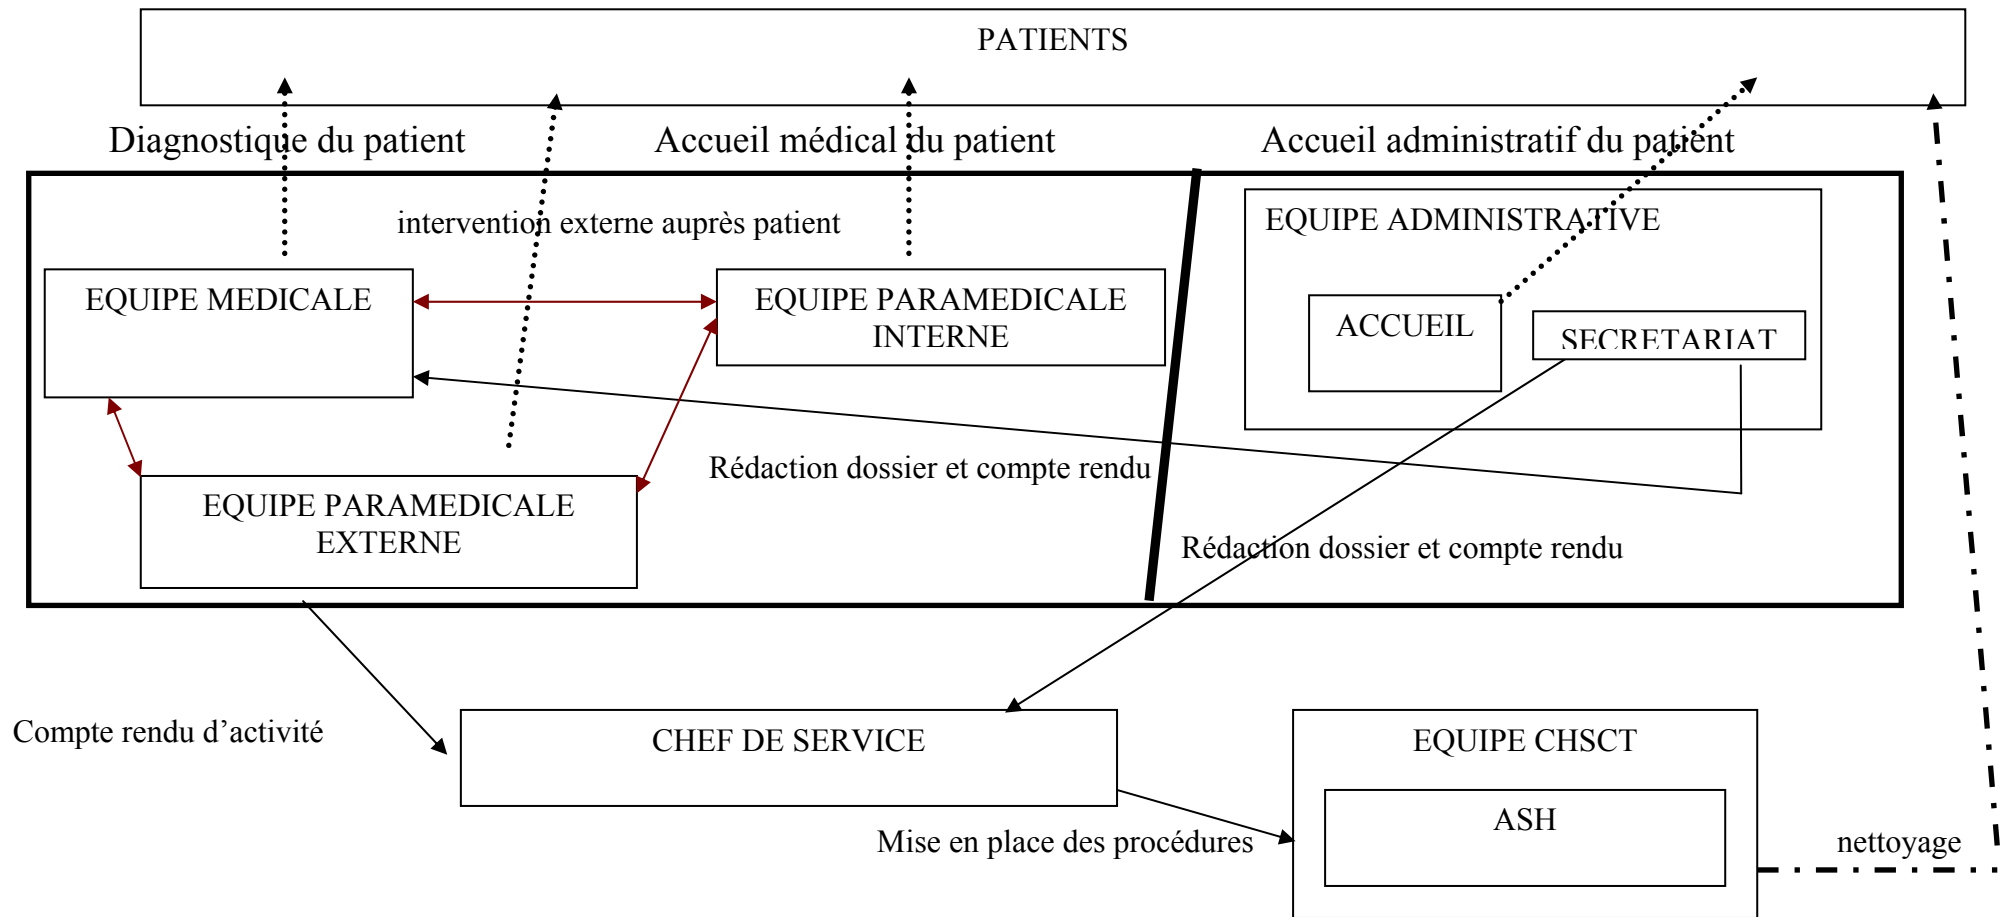 PATIENTS
Diagnostique du patient
Accueil médical du patient
Accueil administratif du patient
intervention externe auprès patient
EQUIPE ADMINISTRATIVE
EQUIPE MEDICALE
EQUIPE PARAMEDICALE
INTERNE
ACCUEIL
SECRETARIAT
Rédaction dossier et compte rendu
EQUIPE PARAMEDICALE
EXTERNE
Rédaction dossier et compte rendu
Compte rendu d’activité
CHEF DE SERVICE
EQUIPE CHSCT
ASH
Mise en place des procédures
nettoyage